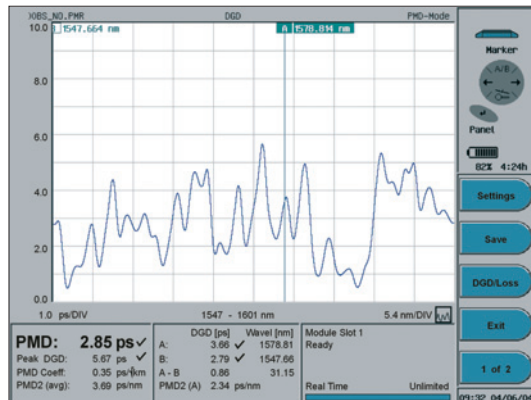 JOBS_NO.PMR DGD PMD-Mode
1547.664 nm A 1578.814 nm
10.0
8.0
6.0
4.0
2.0
0.0
1.0 ps/DIV 1547 - 1601 nm 5.4 nm/DIV
PMD: 2.85 ps
Peak DGD: 5.67 ps
PMD Coeff: 0.35 ps/√km
PMD2 (avg): 3.69 ps/nm
DGD [ps] Wavel [nm]
A: 3.66 1578.81
B: 2.79 1547.66
A - B 0.86 31.15
PMD2 (A) 2.34 ps/nm
Module Slot 1
Ready
Real Time Unlimited
Marker
A/B
Panel
82% 4:24h
Settings
Save
DGD/Loss
Exit
1 of 2
09:32